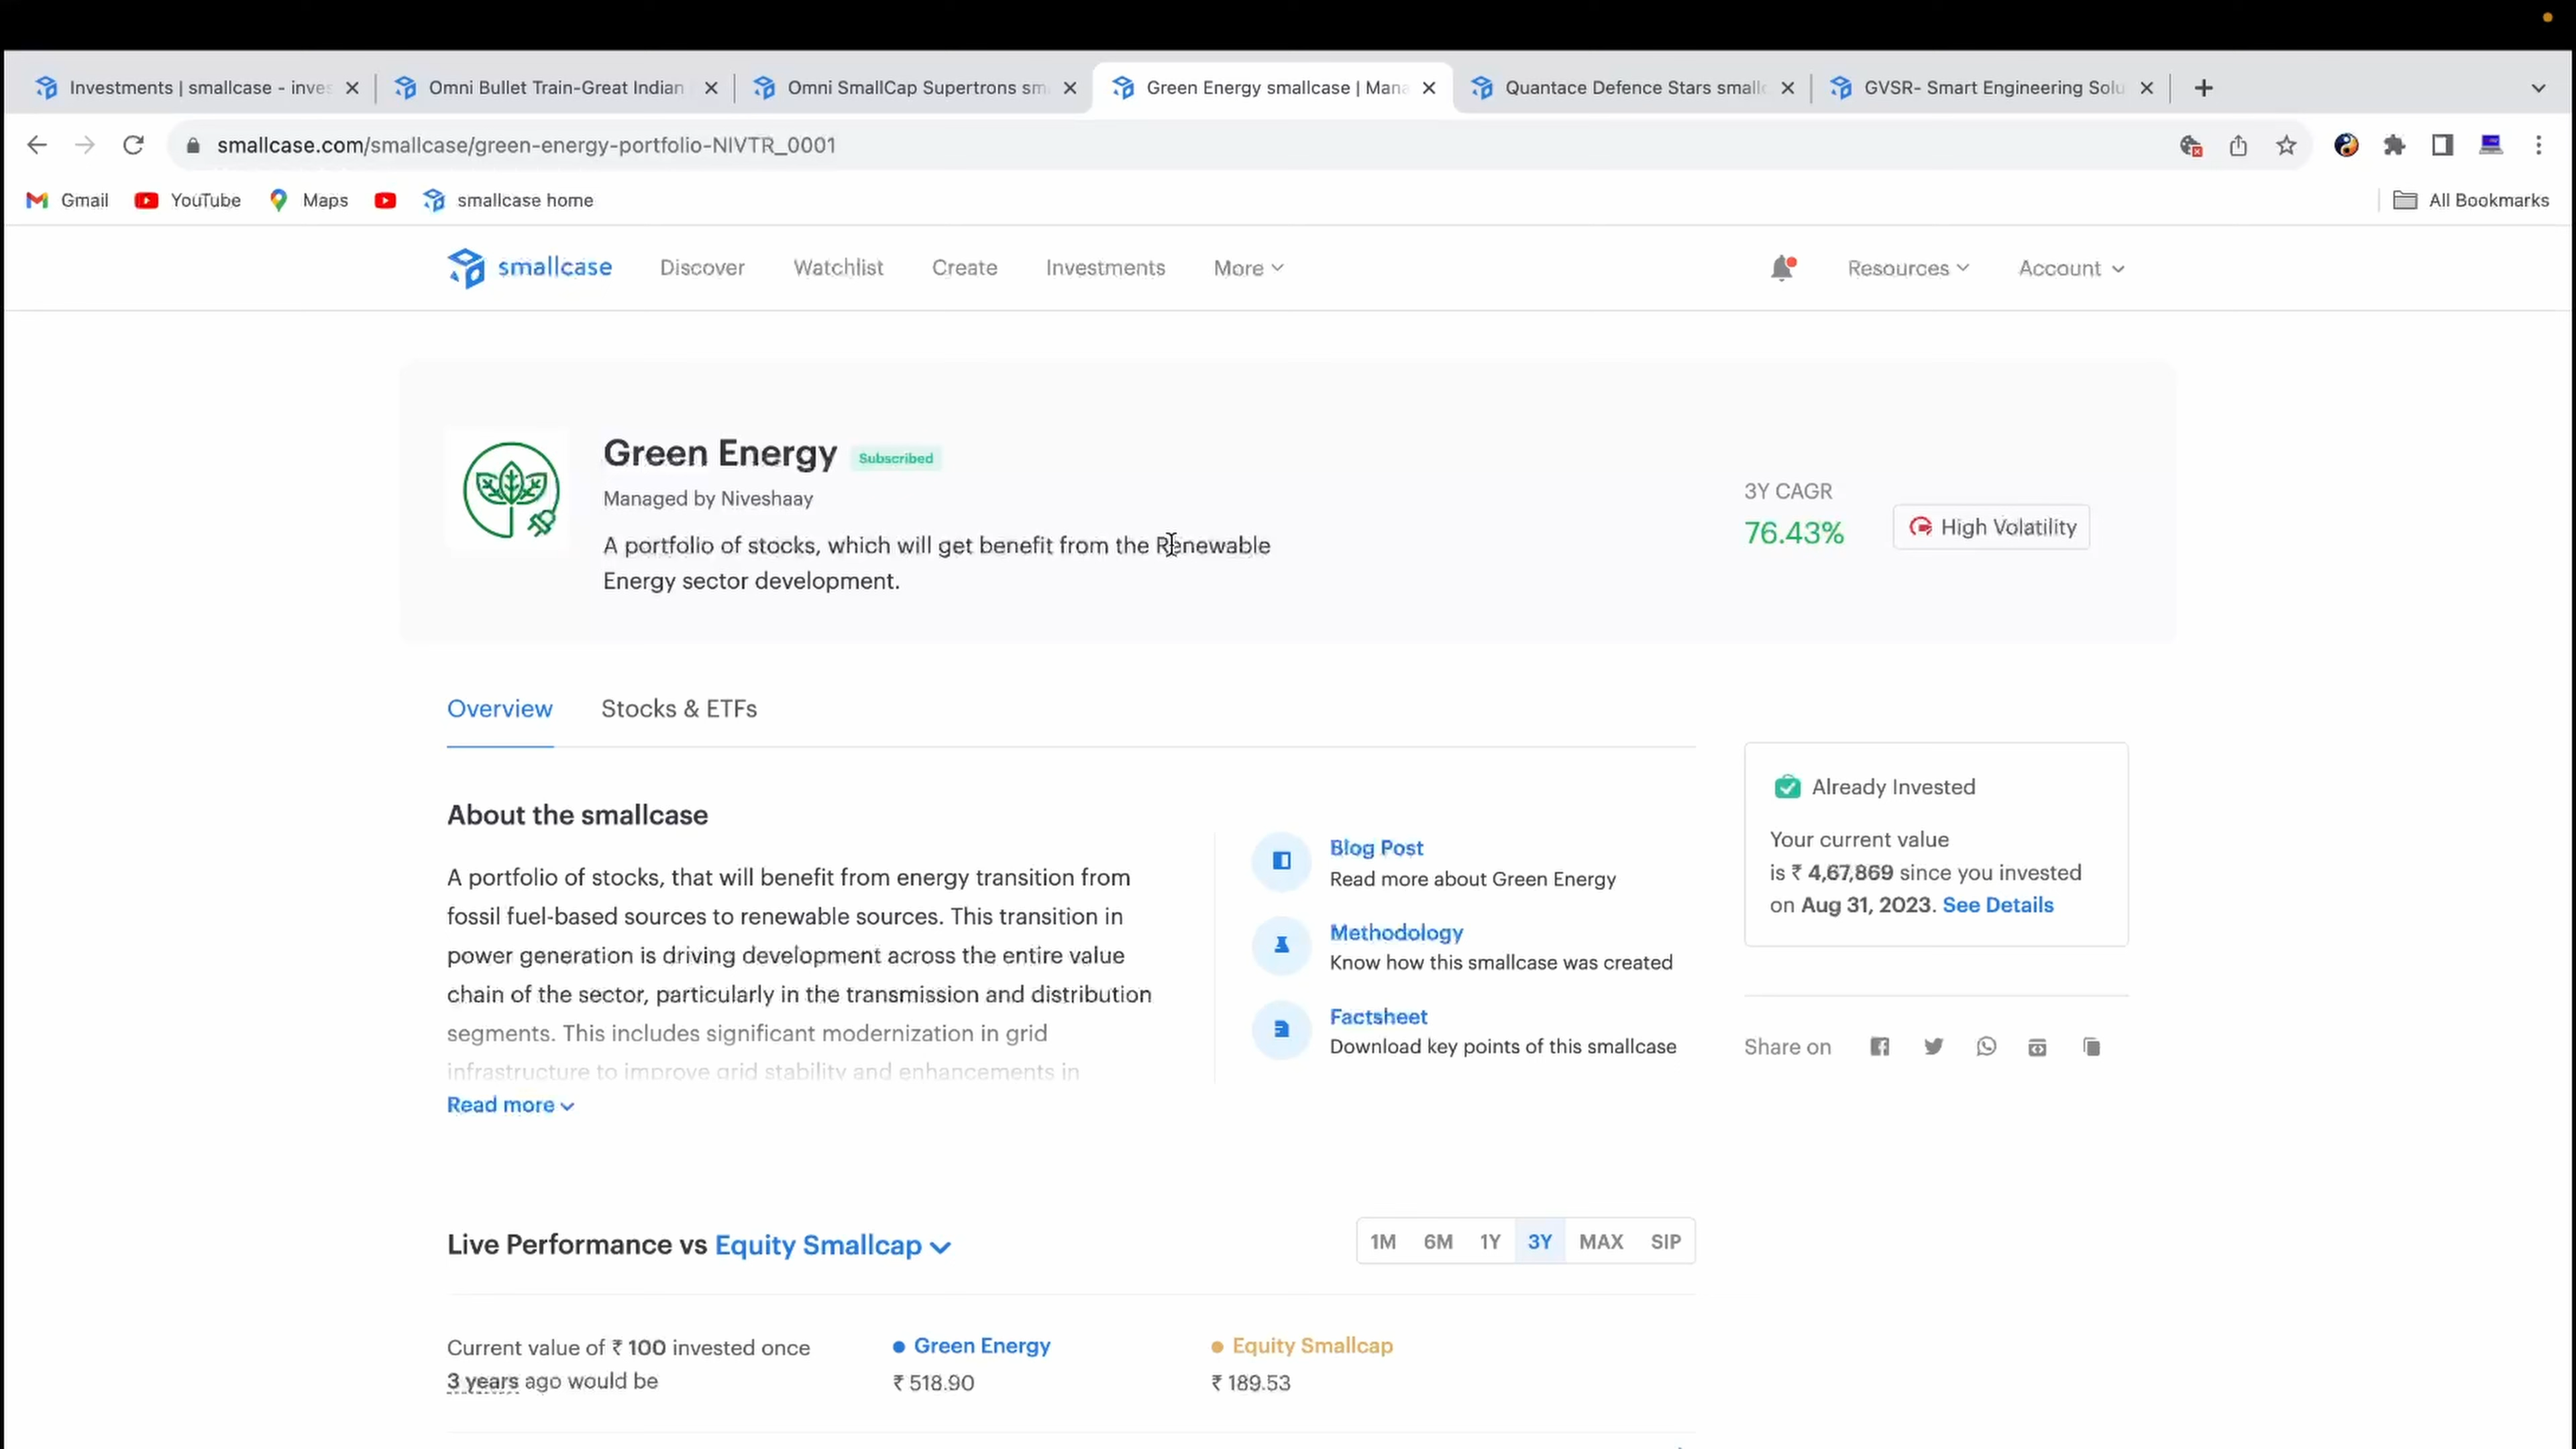 Investments | smallcase - inves
Omni Bullet Train-Great Indian
Omni SmallCap Supertrons sm
Green Energy smallcase | Mana
Quantace Defence Stars smallc
GVSR- Smart Engineering Solu
smallcase.com/smallcase/green-energy-portfolio-NIVTR_0001
Gmail
YouTube
Maps
smallcase home
All Bookmarks
smallcase
Discover
Watchlist
Create
Investments
More
Resources
Account
Green Energy
Subscribed
Managed by Niveshaay
A portfolio of stocks, which will get benefit from the Renewable
Energy sector development.
3Y CAGR
76.43%
High Volatility
Overview
Stocks & ETFs
About the smallcase
A portfolio of stocks, that will benefit from energy transition from
fossil fuel-based sources to renewable sources. This transition in
power generation is driving development across the entire value
chain of the sector, particularly in the transmission and distribution
segments. This includes significant modernization in grid
infrastructure to improve grid stability and enhancements in
Read more
Blog Post
Read more about Green Energy
Methodology
Know how this smallcase was created
Factsheet
Download key points of this smallcase
Already Invested
Your current value
is ₹ 4,67,869 since you invested
on Aug 31, 2023. See Details
Share on
Live Performance vs Equity Smallcap
1M
6M
1Y
3Y
MAX
SIP
Current value of ₹ 100 invested once
3 years ago would be
Green Energy
₹ 518.90
Equity Smallcap
₹ 189.53